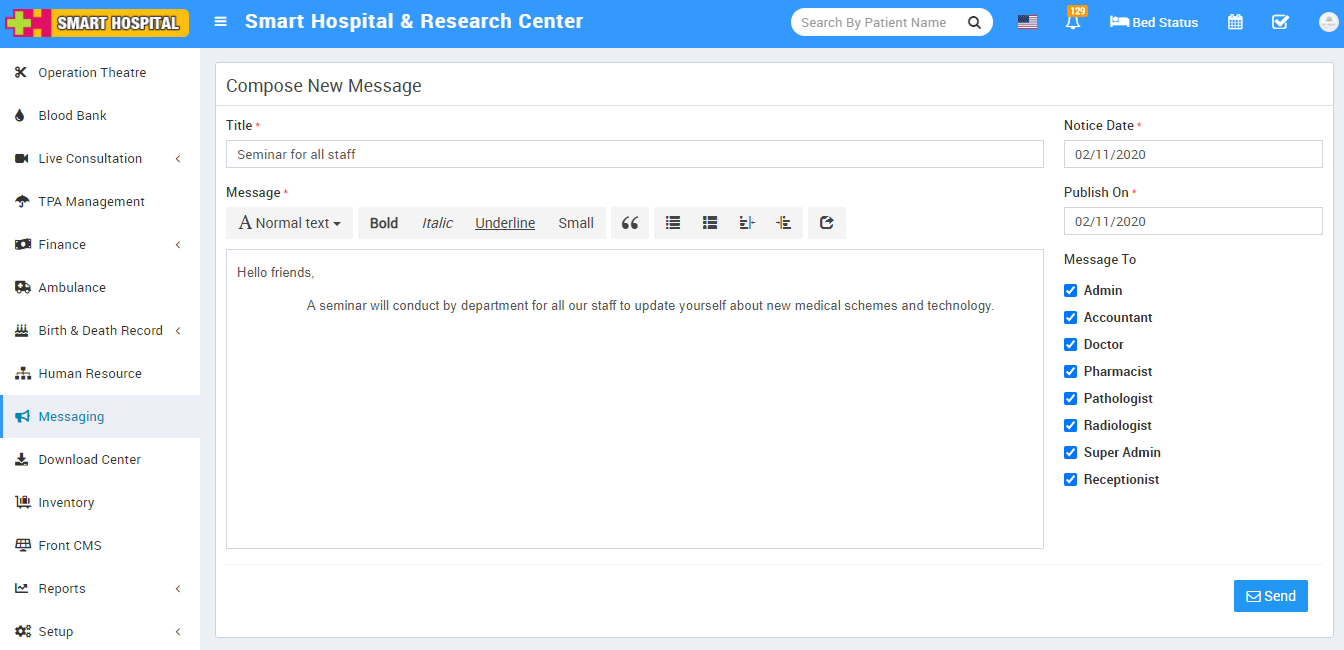 SMART HOSPITAL
Smart Hospital & Research Center
Search By Patient Name
129
Bed Status
Operation Theatre
Blood Bank
Live Consultation
TPA Management
Finance
Ambulance
Birth & Death Record
Human Resource
Messaging
Download Center
Inventory
Front CMS
Reports
Setup
Compose New Message
Title *
Seminar for all staff
Message *
A Normal text
Bold Italic Underline Small
Hello friends,
A seminar will conduct by department for all our staff to update yourself about new medical schemes and technology.
Notice Date *
02/11/2020
Publish On *
02/11/2020
Message To
Admin
Accountant
Doctor
Pharmacist
Pathologist
Radiologist
Super Admin
Receptionist
Send